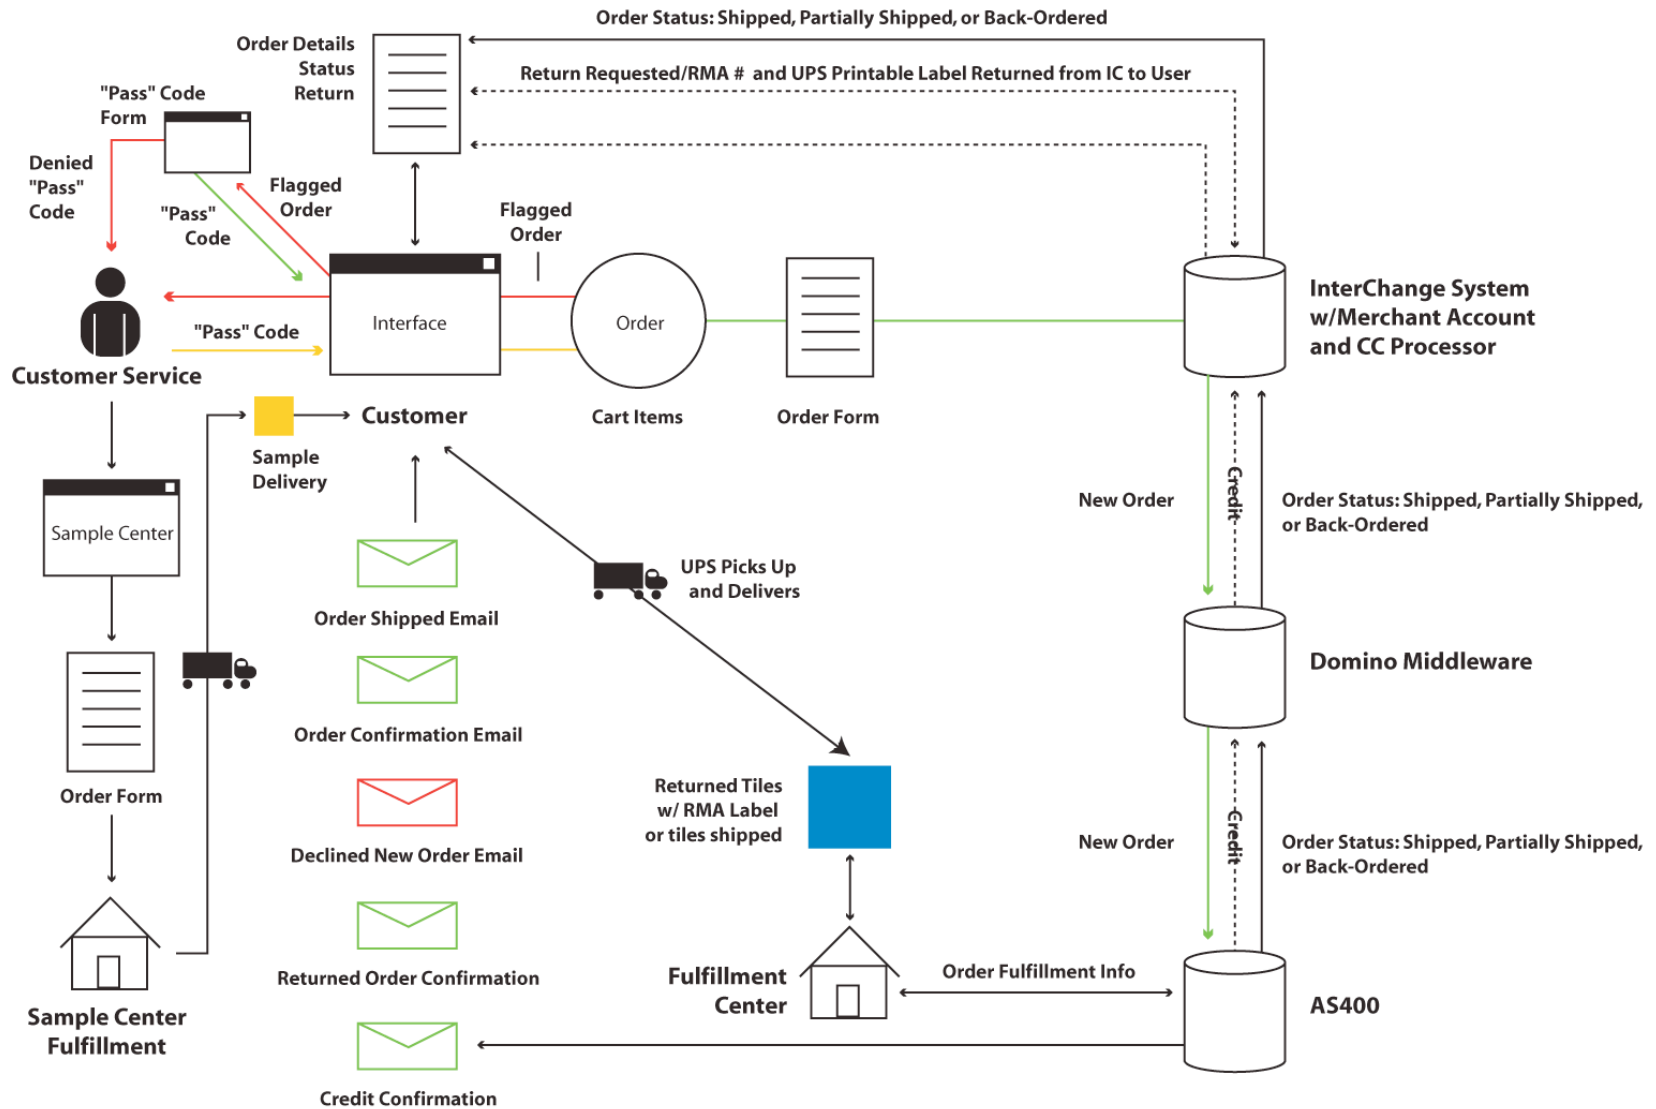 Order Status: Shipped, Partially Shipped, or Back-Ordered
Order Details
Status
Return
Return Requested/RMA # and UPS Printable Label Returned from IC to User
"Pass" Code
Form
Denied
"Pass"
Code
Flagged
Order
"Pass"
Code
Flagged
Order
Interface
Order
InterChange System
w/Merchant Account
and CC Processor
"Pass" Code
Customer Service
Customer
Cart Items
Order Form
Sample
Delivery
Sample Center
New Order
Credit
Order Status: Shipped, Partially Shipped,
or Back-Ordered
UPS Picks Up
and Delivers
Order Shipped Email
Domino Middleware
Order Confirmation Email
Order Form
Returned Tiles
w/ RMA Label
or tiles shipped
Declined New Order Email
New Order
Credit
Order Status: Shipped, Partially Shipped,
or Back-Ordered
Returned Order Confirmation
Fulfillment
Center
Order Fulfillment Info
AS400
Sample Center
Fulfillment
Credit Confirmation